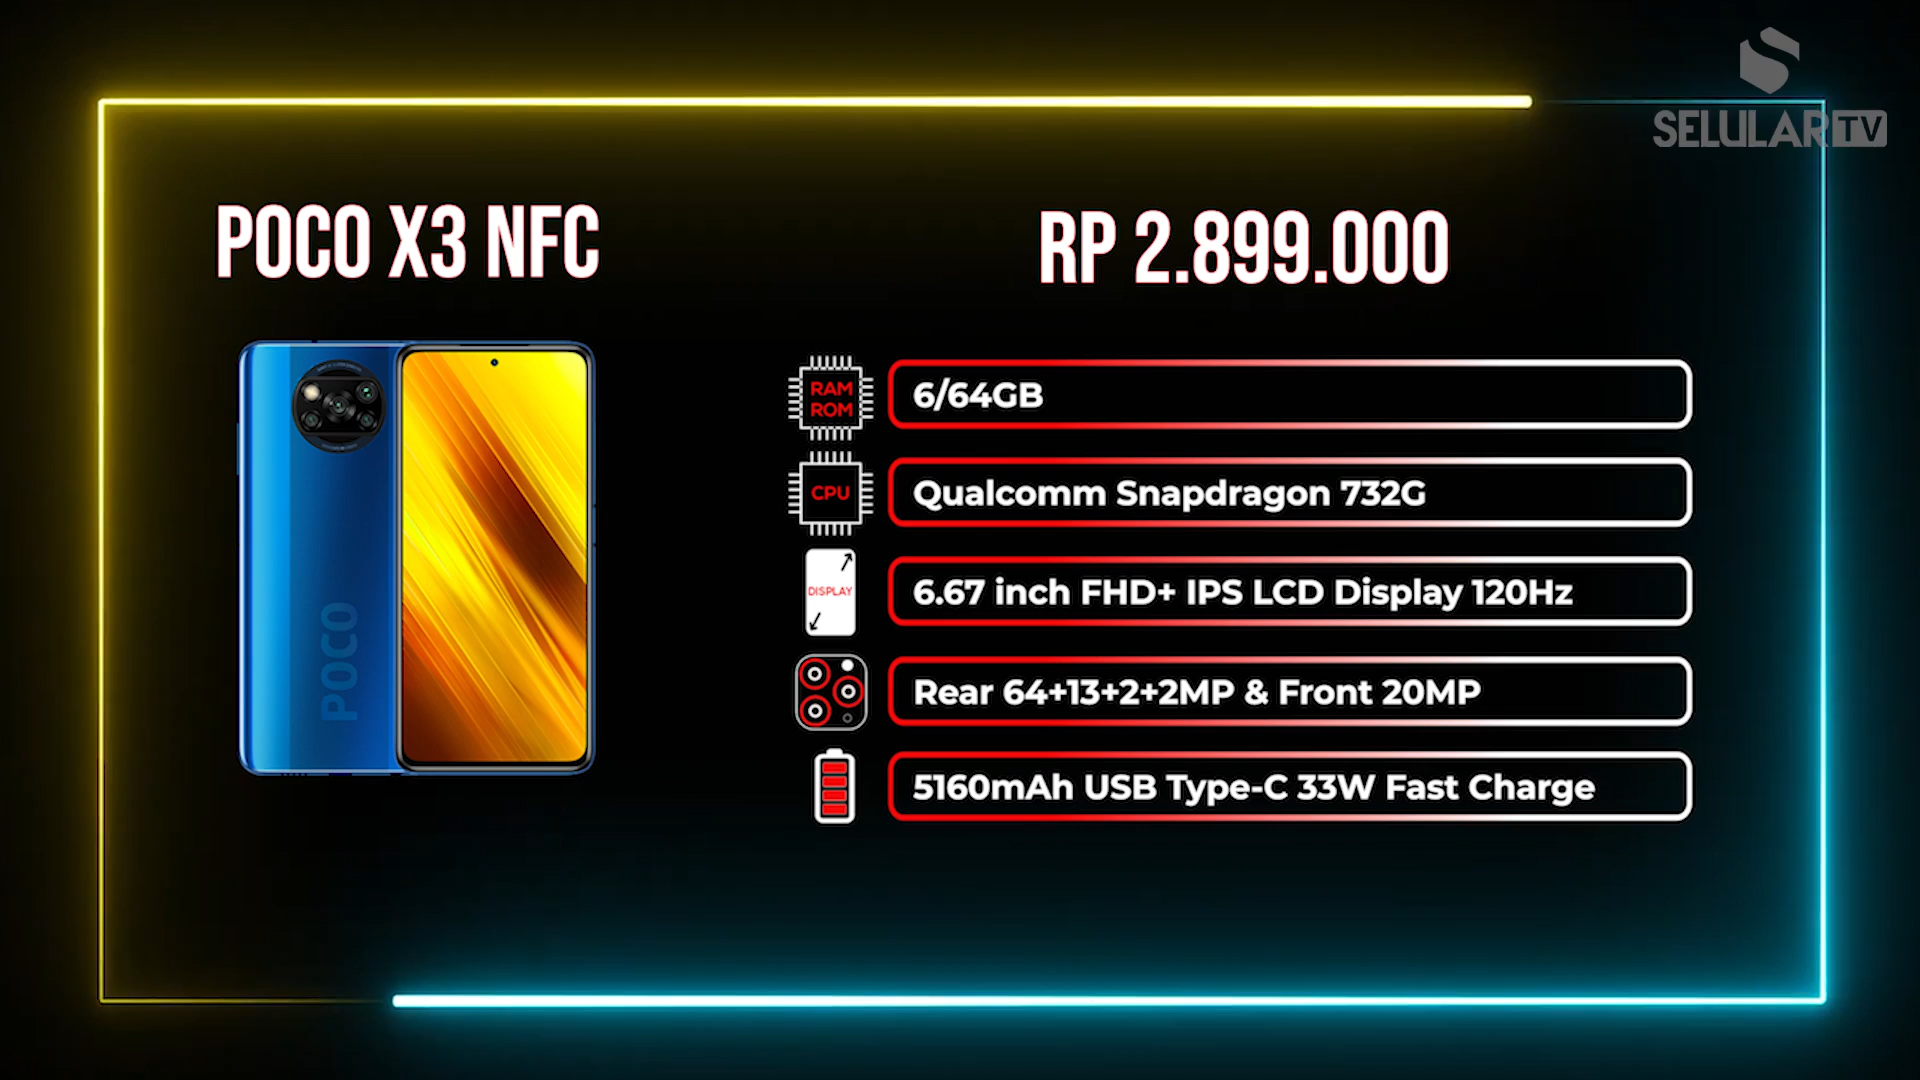 SELULAR TV
POCO X3 NFC
RP 2.899.000
RAM
ROM
6/64GB
CPU
Qualcomm Snapdragon 732G
DISPLAY
6.67 inch FHD+ IPS LCD Display 120Hz
Rear 64+13+2+2MP & Front 20MP
5160mAh USB Type-C 33W Fast Charge
POCO